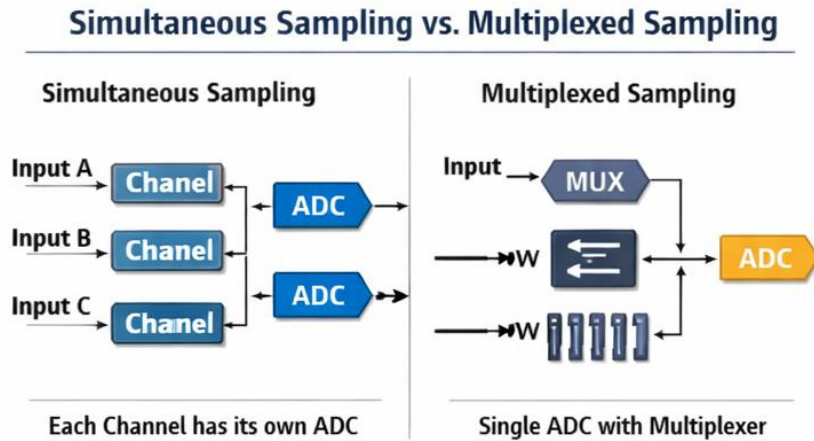 Simultaneous Sampling vs. Multiplexed Sampling
Simultaneous Sampling
Input A
Chanel
Input B
Chanel
Input C
Chanel
ADC
ADC
Each Channel has its own ADC
Multiplexed Sampling
Input
MUX
W
W
ADC
Single ADC with Multiplexer